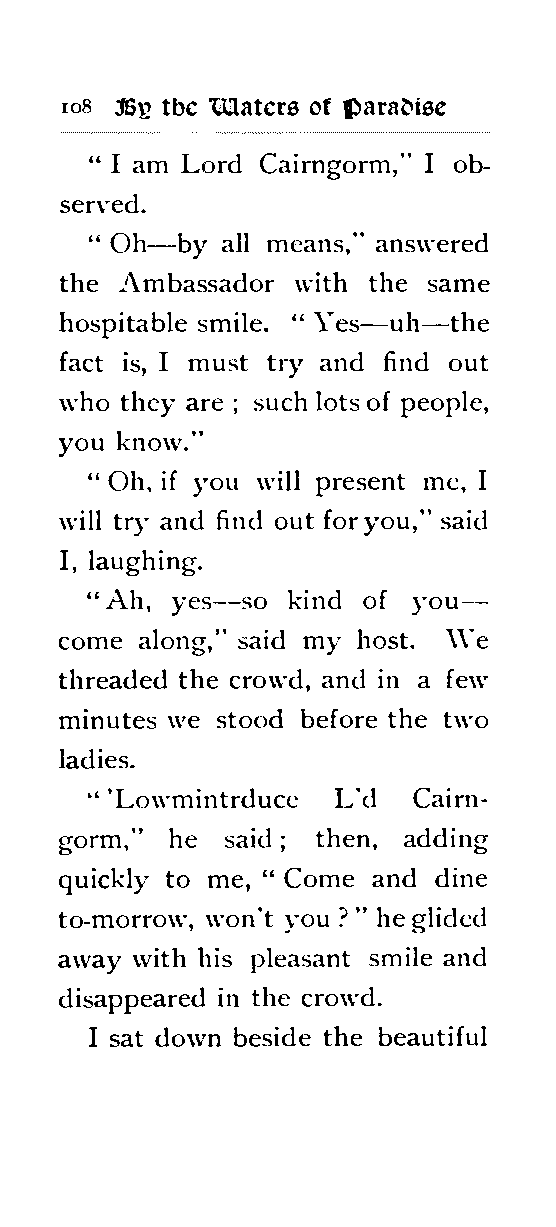 108 By the Waters of Paradise
“ I am Lord Cairngorm,” I ob-
served.
“ Oh—by all means,” answered
the Ambassador with the same
hospitable smile. “ Yes—uh—the
fact is, I must try and find out
who they are ; such lots of people,
you know.”
“ Oh, if you will present me, I
will try and find out for you,” said
I, laughing.
“ Ah, yes—so kind of you—
come along,” said my host. We
threaded the crowd, and in a few
minutes we stood before the two
ladies.
“ ’Lowmintrduce L’d Cairn-
gorm,” he said ; then, adding
quickly to me, “ Come and dine
to-morrow, won’t you ? ” he glided
away with his pleasant smile and
disappeared in the crowd.
I sat down beside the beautiful